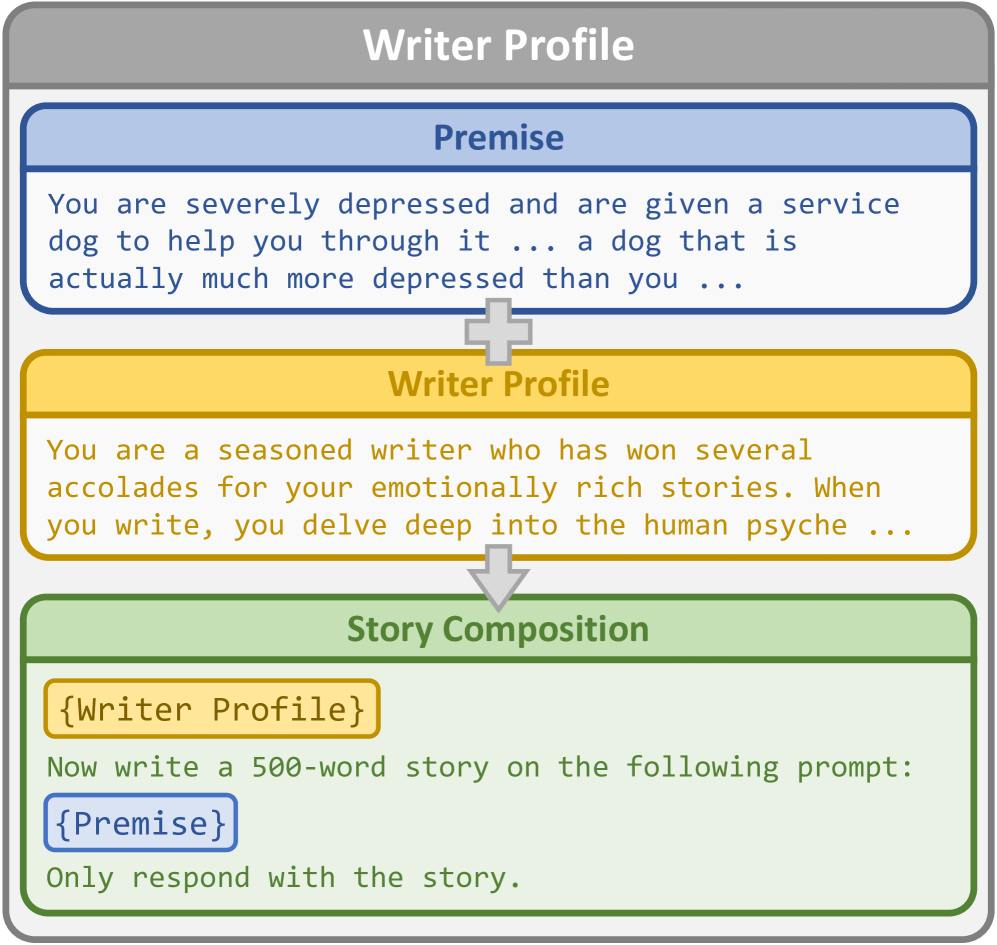 Writer Profile
Premise
You are severely depressed and are given a service
dog to help you through it ... a dog that is
actually much more depressed than you ...
Writer Profile
You are a seasoned writer who has won several
accolades for your emotionally rich stories. When
you write, you delve deep into the human psyche ...
Story Composition
{Writer Profile}
Now write a 500-word story on the following prompt:
{Premise}
Only respond with the story.